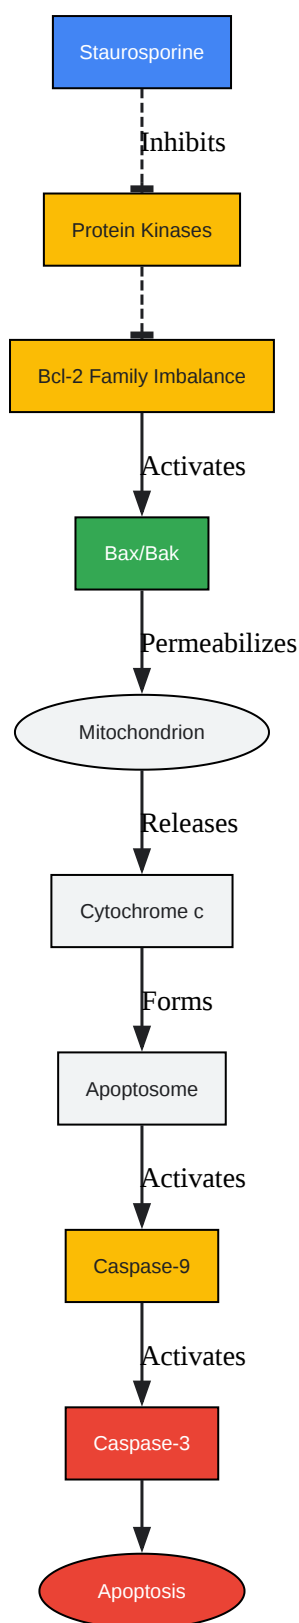 Staurosporine
Inhibits
Protein Kinases
Bcl-2 Family Imbalance
Activates
Bax/Bak
Permeabilizes
Mitochondrion
Releases
Cytochrome c
Forms
Apoptosome
Activates
Caspase-9
Activates
Caspase-3
Apoptosis